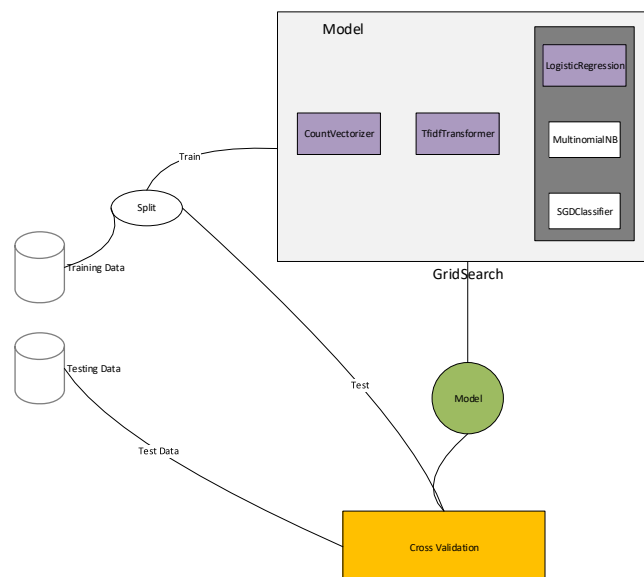 Model
LogisticRegression
CountVectorizer
TfidfTransformer
MultinomialNB
Train
SGDClassifier
Split
Training Data
GridSearch
Testing Data
Test
Model
Test Data
Cross Validation